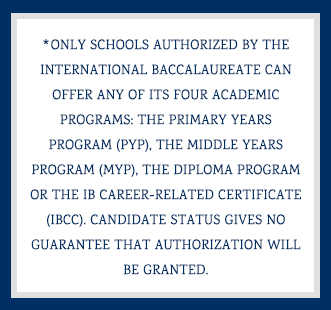 *ONLY SCHOOLS AUTHORIZED BY THE
INTERNATIONAL BACCALAUREATE CAN
OFFER ANY OF ITS FOUR ACADEMIC
PROGRAMS: THE PRIMARY YEARS
PROGRAM (PYP), THE MIDDLE YEARS
PROGRAM (MYP), THE DIPLOMA PROGRAM
OR THE IB CAREER-RELATED CERTIFICATE
(IBCC). CANDIDATE STATUS GIVES NO
GUARANTEE THAT AUTHORIZATION WILL
BE GRANTED.